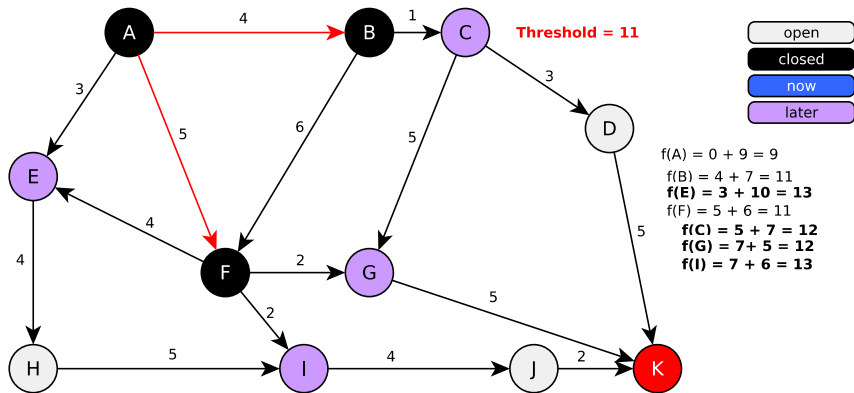 4
A
B
1
C
Threshold = 11
open
closed
now
later
3
5
6
5
3
D
E
f(A) = 0 + 9 = 9
f(B) = 4 + 7 = 11
f(E) = 3 + 10 = 13
f(F) = 5 + 6 = 11
f(C) = 5 + 7 = 12
f(G) = 7+ 5 = 12
f(I) = 7 + 6 = 13
4
4
F
2
G
5
5
2
H
5
I
4
J
2
K